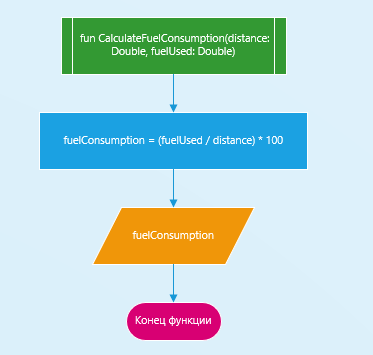 fun CalculateFuelConsumption(distance:
Double, fuelUsed: Double)
fuelConsumption = (fuelUsed / distance) * 100
fuelConsumption
Конец функции